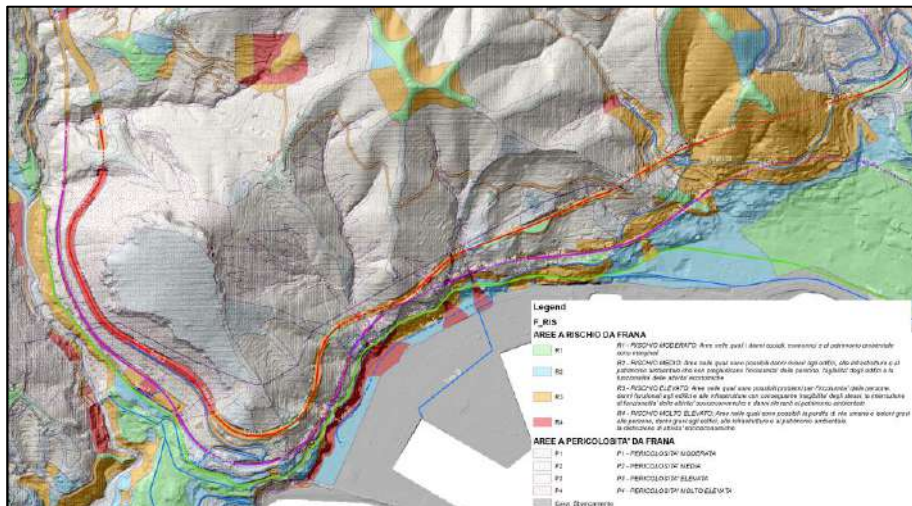 Legend
F_RIS
AREE A RISCHIO DA FRANA
R1 R1 - RISCHIO MODERATO: Aree nelle quali i danni sociali, economici e al patrimonio ambientale
sono marginali
R2 R2 - RISCHIO MEDIO: Aree nelle quali sono possibili danni minori agli edifici, alle infrastrutture e al
patrimonio ambientale che non pregiudicano l'incolumità delle persone, l'agibilità degli edifici e la
funzionalità delle attività economiche
R3 R3 - RISCHIO ELEVATO: Aree nelle quali sono possibili problemi per l'incolumità delle persone,
danni funzionali agli edifici e alle infrastrutture con conseguente inagibilità degli stessi, la interruzione
di funzionalità delle attività socioeconomiche e danni rilevanti al patrimonio ambientale
R4 R4 - RISCHIO MOLTO ELEVATO: Aree nelle quali sono possibili la perdita di vite umane e lesioni gravi
alle persone, danni gravi agli edifici, alle infrastrutture e al patrimonio ambientale,
la distruzione di attività socioeconomiche
AREE A PERICOLOSITA' DA FRANA
P1 P1 - PERICOLOSITA' MODERATA
P2 P2 - PERICOLOSITA' MEDIA
P3 P3 - PERICOLOSITA' ELEVATA
P4 P4 - PERICOLOSITA' MOLTO ELEVATA